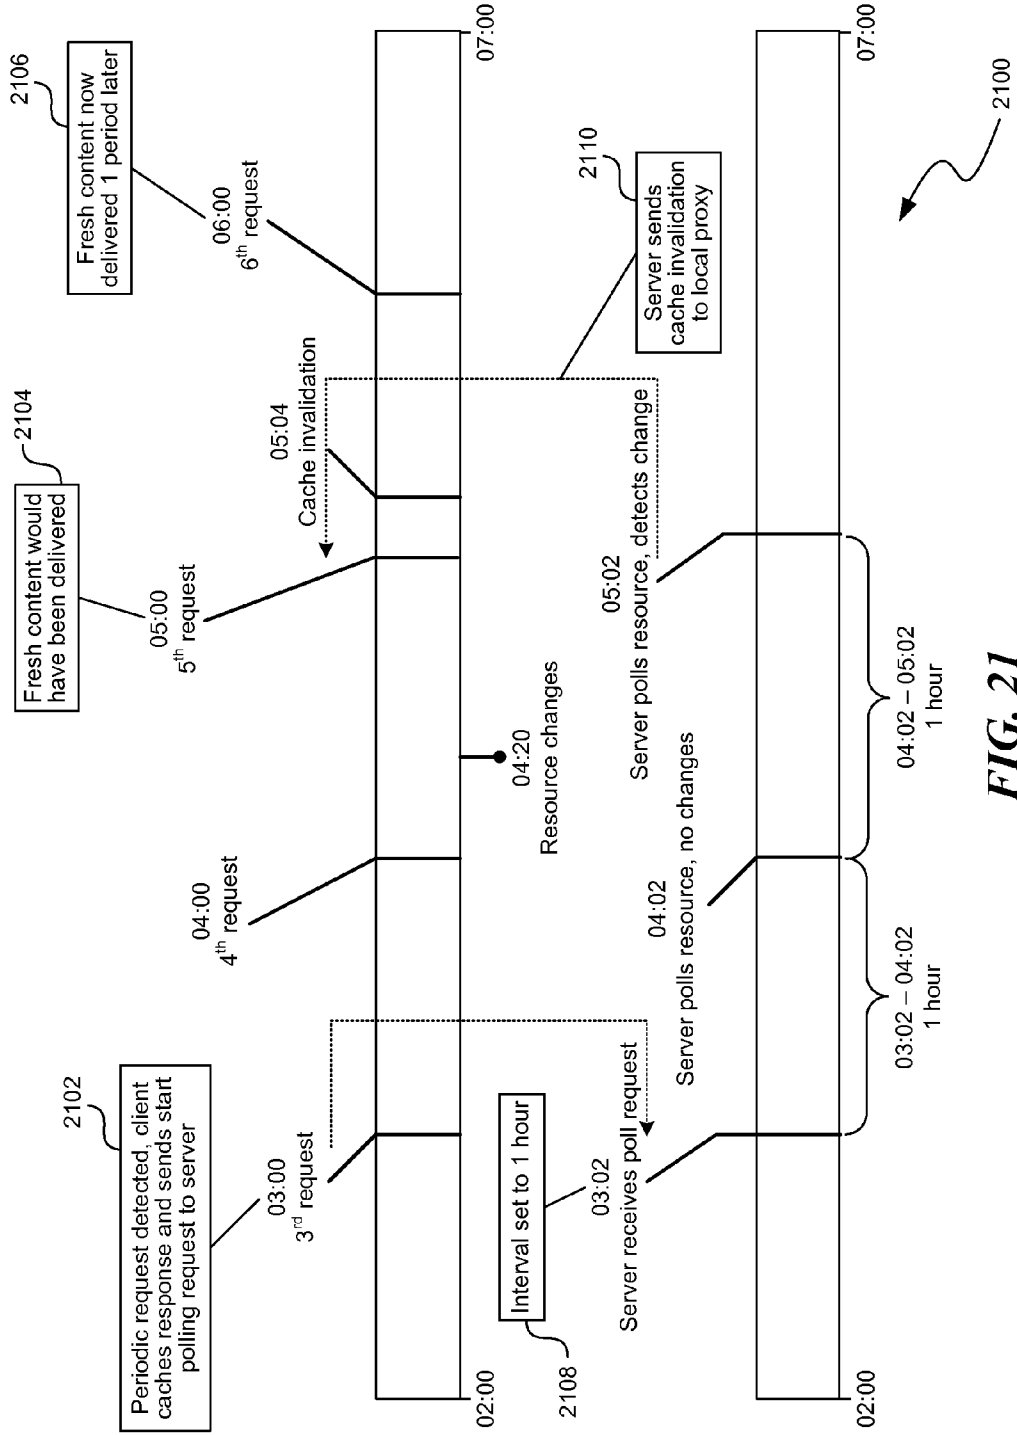 2102
Periodic request detected, client
caches response and sends start
polling request to server
03:00
3rd request
04:00
4th request
2104
Fresh content would
have been delivered
05:00
5th request
05:04
Cache invalidation
2106
Fresh content now
delivered 1 period later
06:00
6th request
02:00
07:00
04:20
Resource changes
2108
Interval set to 1 hour
03:02
Server receives poll request
04:02
Server polls resource, no changes
05:02
Server polls resource, detects change
2110
Server sends
cache invalidation
to local proxy
02:00
07:00
03:02 – 04:02
1 hour
04:02 – 05:02
1 hour
2100
FIG. 21